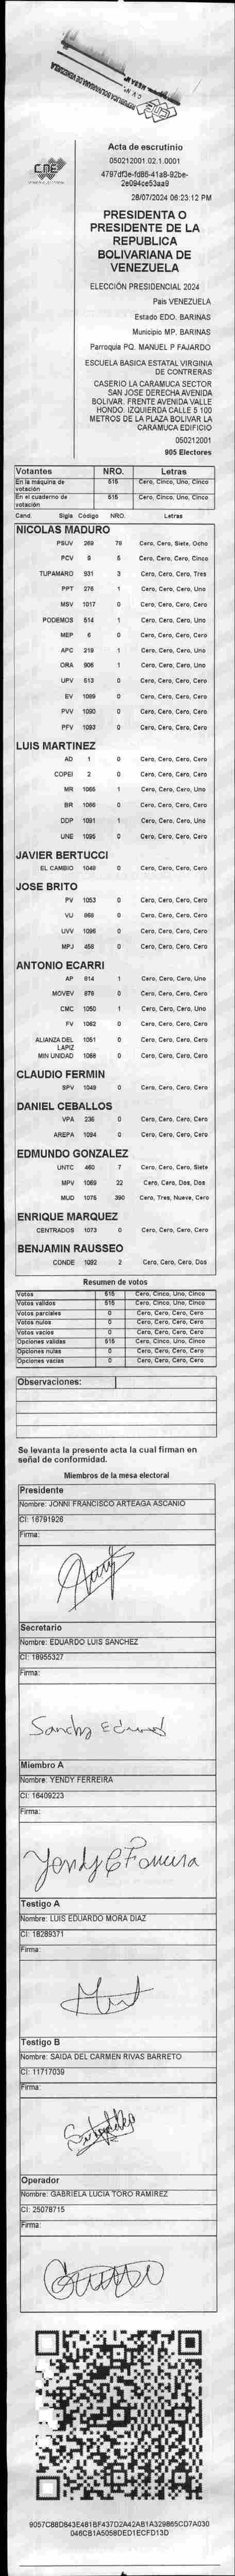 CNE
Acta de escrutinio
050212001.02.1.0001
4797df3e-fd86-41a8-92be-
2e094ce53aa9
28/07/2024 06:23:12 PM
PRESIDENTA O
PRESIDENTE DE LA
REPUBLICA
BOLIVARIANA DE
VENEZUELA
ELECCIÓN PRESIDENCIAL 2024
Pais VENEZUELA
Estado EDO. BARINAS
Municipio MP. BARINAS
Parroquia PQ. MANUEL P FAJARDO
ESCUELA BASICA ESTATAL VIRGINIA
DE CONTRERAS
CASERIO LA CARAMUCA SECTOR
SAN JOSE DERECHA AVENIDA
BOLIVAR. FRENTE AVENIDA VALLE
HONDO. IZQUIERDA CALLE 5 100
METROS DE LA PLAZA BOLIVAR LA
CARAMUCA EDIFICIO
050212001
905 Electores
Votantes NRO. Letras
En la máquina de votación 515 Cero, Cinco, Uno, Cinco
En el cuaderno de votación 515 Cero, Cinco, Uno, Cinco
Cand. Sigla Código NRO. Letras
NICOLAS MADURO
PSUV 269 78 Cero, Cero, Siete, Ocho
PCV 9 5 Cero, Cero, Cero, Cinco
TUPAMARO 931 3 Cero, Cero, Cero, Tres
PPT 275 1 Cero, Cero, Cero, Uno
MSV 1017 0 Cero, Cero, Cero, Cero
PODEMOS 514 1 Cero, Cero, Cero, Uno
MEP 6 0 Cero, Cero, Cero, Cero
APC 219 1 Cero, Cero, Cero, Uno
ORA 906 1 Cero, Cero, Cero, Uno
UPV 613 0 Cero, Cero, Cero, Cero
EV 1089 0 Cero, Cero, Cero, Cero
PVV 1090 0 Cero, Cero, Cero, Cero
PFV 1093 0 Cero, Cero, Cero, Cero
LUIS MARTINEZ
AD 1 0 Cero, Cero, Cero, Cero
COPEI 2 0 Cero, Cero, Cero, Cero
MR 1065 1 Cero, Cero, Cero, Uno
BR 1066 0 Cero, Cero, Cero, Cero
DDP 1091 1 Cero, Cero, Cero, Uno
UNE 1095 0 Cero, Cero, Cero, Cero
JAVIER BERTUCCI
EL CAMBIO 1049 0 Cero, Cero, Cero, Cero
JOSE BRITO
PV 1053 0 Cero, Cero, Cero, Cero
VU 868 0 Cero, Cero, Cero, Cero
UVV 1096 0 Cero, Cero, Cero, Cero
MPJ 458 0 Cero, Cero, Cero, Cero
ANTONIO ECARRI
AP 914 1 Cero, Cero, Cero, Uno
MOVEV 976 0 Cero, Cero, Cero, Cero
CMC 1050 1 Cero, Cero, Cero, Uno
FV 1062 0 Cero, Cero, Cero, Cero
ALIANZA DEL LAPIZ 1051 0 Cero, Cero, Cero, Cero
MIN UNIDAD 1068 0 Cero, Cero, Cero, Cero
CLAUDIO FERMIN
SPV 1048 0 Cero, Cero, Cero, Cero
DANIEL CEBALLOS
VPA 236 0 Cero, Cero, Cero, Cero
AREPA 1094 0 Cero, Cero, Cero, Cero
EDMUNDO GONZALEZ
UNTC 460 7 Cero, Cero, Cero, Siete
MPV 1069 22 Cero, Cero, Dos, Dos
MUD 1075 390 Cero, Tres, Nueve, Cero
ENRIQUE MARQUEZ
CENTRADOS 1073 0 Cero, Cero, Cero, Cero
BENJAMIN RAUSSEO
CONDE 1092 2 Cero, Cero, Cero, Dos
Resumen de votos
Votos 515 Cero, Cinco, Uno, Cinco
Votos validos 515 Cero, Cinco, Uno, Cinco
Votos parciales 0 Cero, Cero, Cero, Cero
Votos nulos 0 Cero, Cero, Cero, Cero
Votos vacios 0 Cero, Cero, Cero, Cero
Opciones validas 515 Cero, Cinco, Uno, Cinco
Opciones nulas 0 Cero, Cero, Cero, Cero
Opciones vacias 0 Cero, Cero, Cero, Cero
Observaciones:
Se levanta la presente acta la cual firman en
señal de conformidad.
Miembros de la mesa electoral
Presidente
Nombre: JONNI FRANCISCO ARTEAGA ASCANIO
CI: 16791926
Firma:
Secretario
Nombre: EDUARDO LUIS SANCHEZ
CI: 18955327
Firma:
Miembro A
Nombre: YENDY FERREIRA
CI: 16409223
Firma:
Testigo A
Nombre: LUIS EDUARDO MORA DIAZ
CI: 18289371
Firma:
Testigo B
Nombre: SAIDA DEL CARMEN RIVAS BARRETO
CI: 11717039
Firma:
Operador
Nombre: GABRIELA LUCIA TORO RAMIREZ
CI: 25078715
Firma:
9057C88D843E481BF437D2A42AB1A329865CD7A030
046CB1A5058DED1ECFD13D